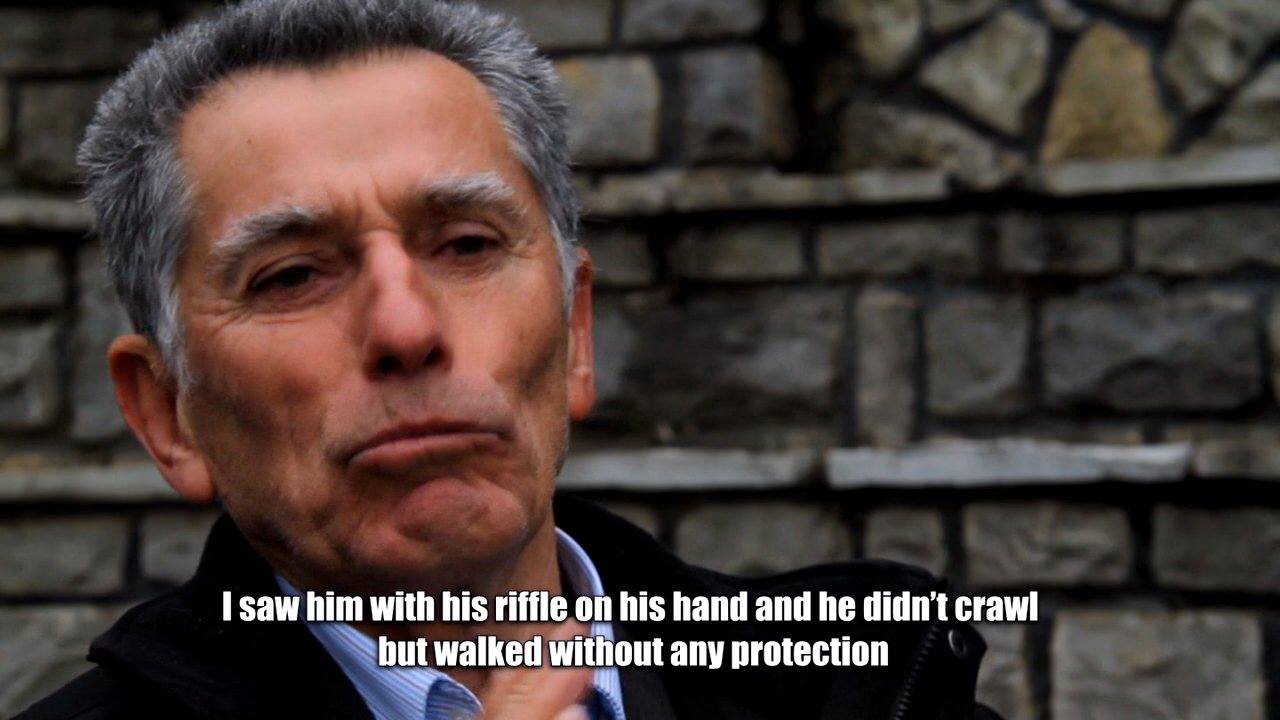 I saw him with his riffle on his hand and he didn’t crawl
but walked without any protection